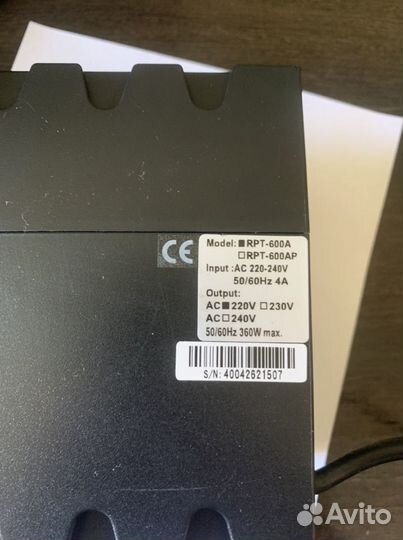 CE
Model: ■RPT-600A
□RPT-600AP
Input:AC 220-240V
50/60Hz 4A
Output:
AC■220V □230V
AC□240V
50/60Hz 360W max.
S/N: 40042621507
Avito